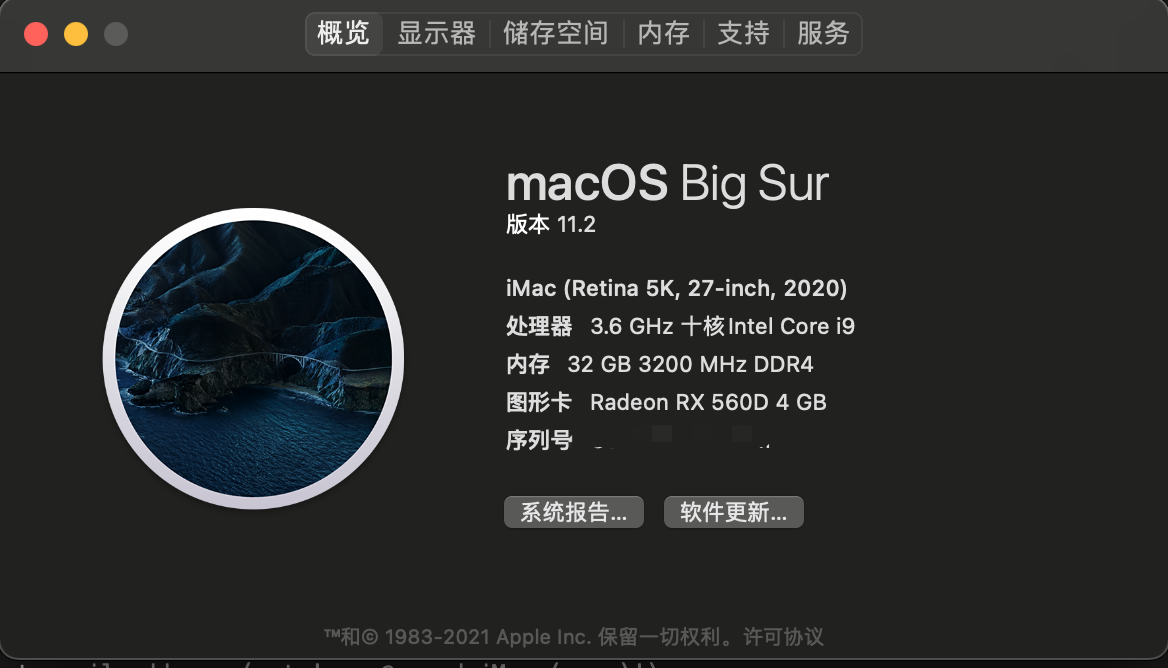 概览 显示器 储存空间 内存 支持 服务
macOS Big Sur
版本 11.2
iMac (Retina 5K, 27-inch, 2020)
处理器 3.6 GHz 十核Intel Core i9
内存 32 GB 3200 MHz DDR4
图形卡 Radeon RX 560D 4 GB
序列号
系统报告... 软件更新...
™和© 1983-2021 Apple Inc. 保留一切权利。许可协议